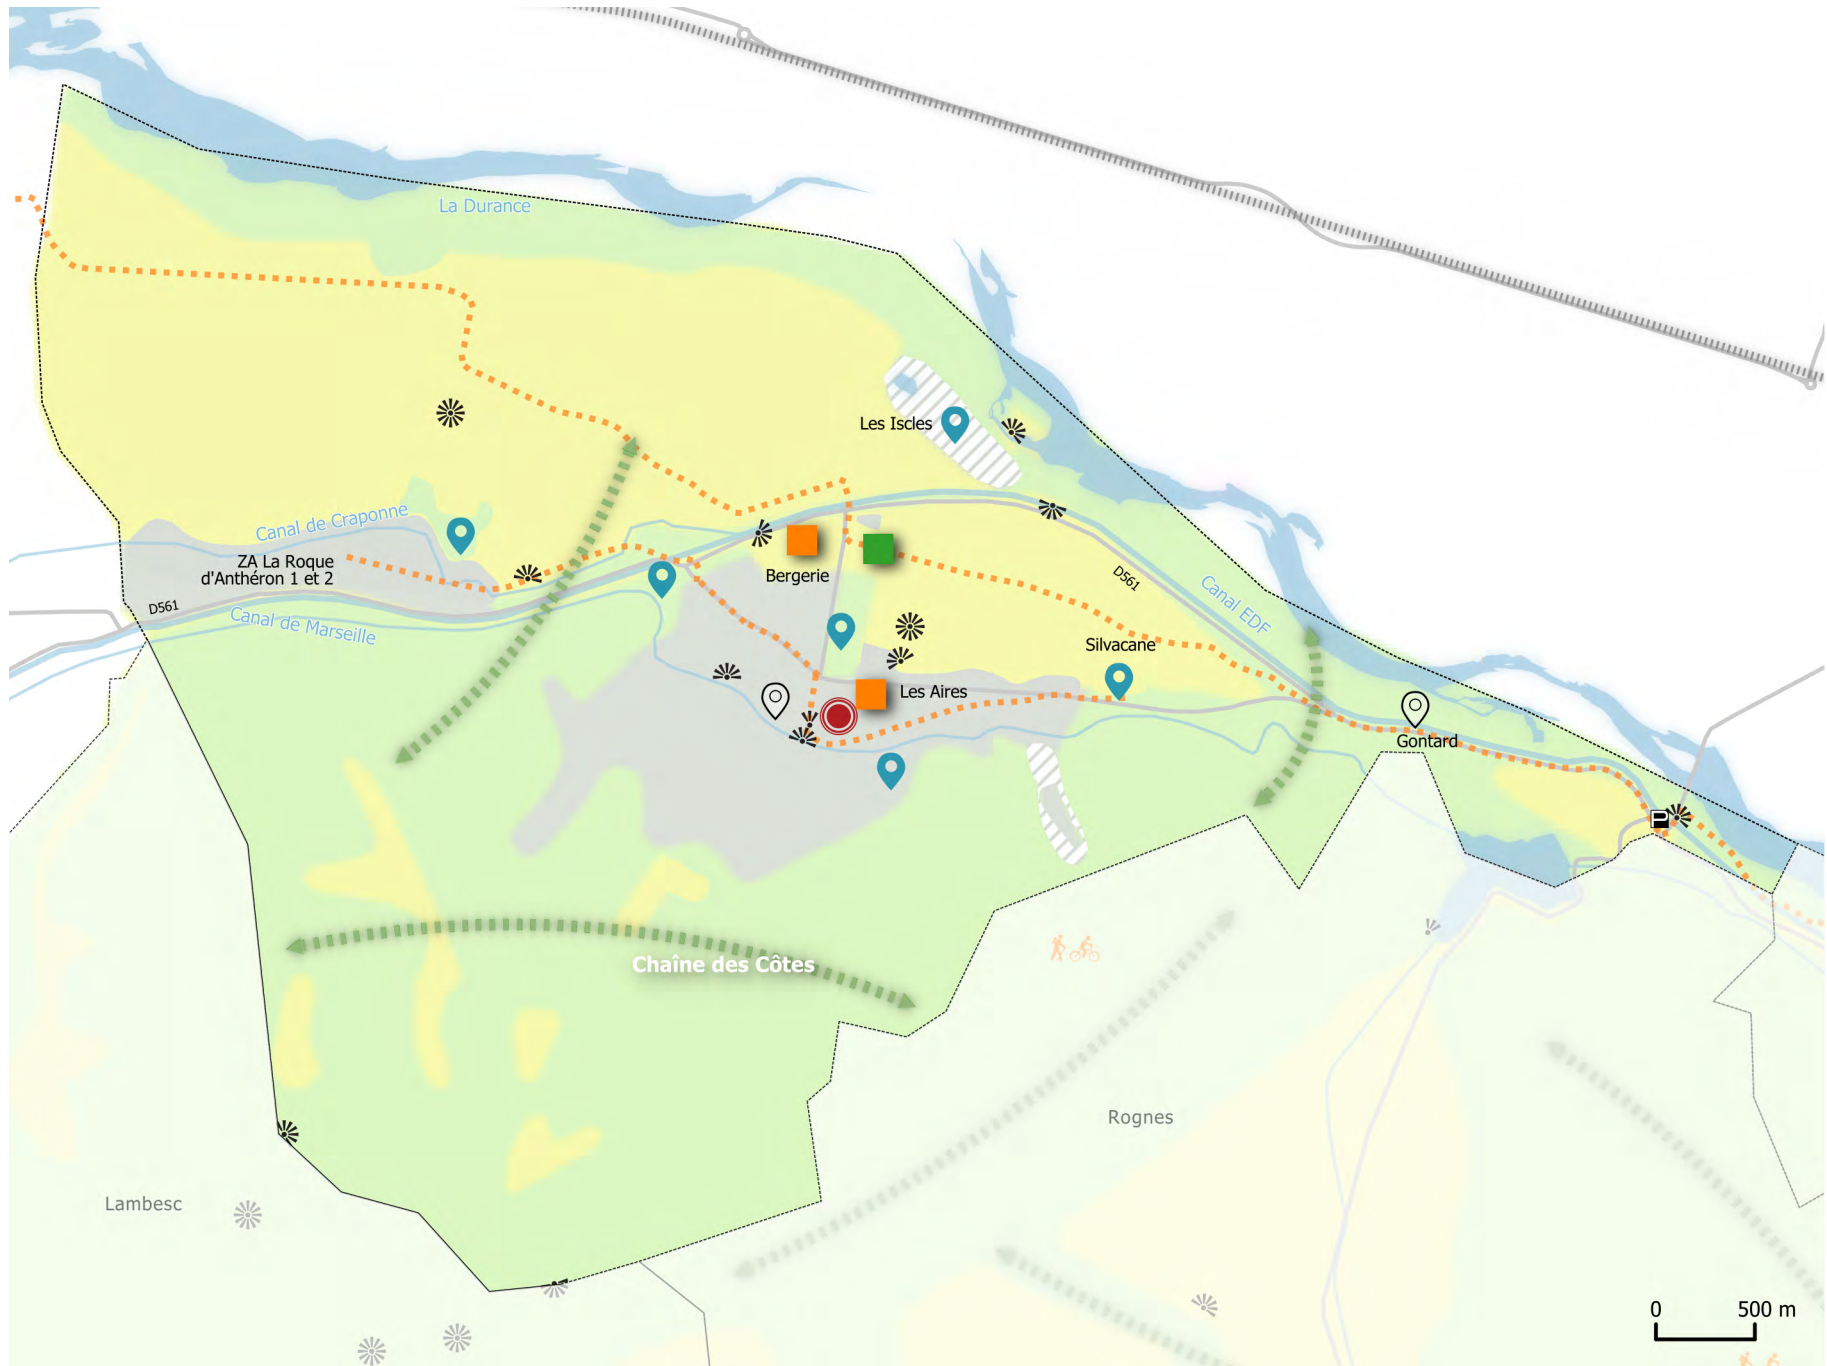 La Durance
Les Iscles
Canal de Craponne
ZA La Roque
d'Anthéron 1 et 2
Bergerie
D561
Canal EDF
D561
Canal de Marseille
Silvacane
Les Aires
Gontard
Chaîne des Côtes
Rognes
Lambesc
0 500 m